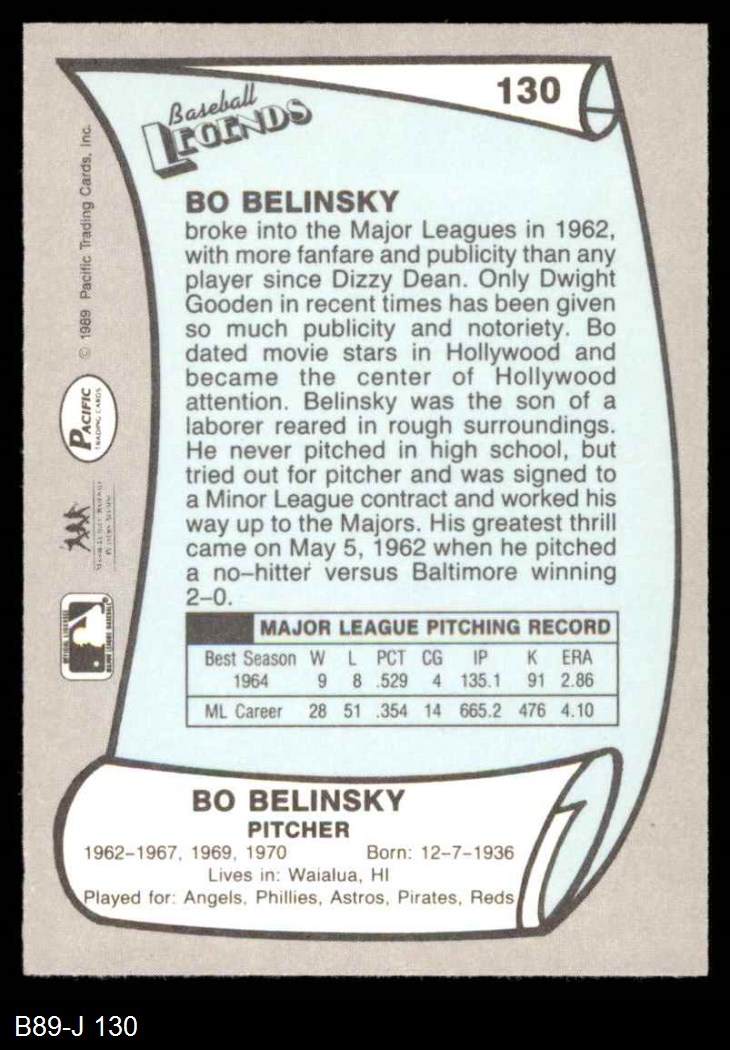 130
Baseball
LEGENDS
BO BELINSKY
broke into the Major Leagues in 1962,
with more fanfare and publicity than any
player since Dizzy Dean. Only Dwight
Gooden in recent times has been given
so much publicity and notoriety. Bo
dated movie stars in Hollywood and
became the center of Hollywood
attention. Belinsky was the son of a
laborer reared in rough surroundings.
He never pitched in high school, but
tried out for pitcher and was signed to
a Minor League contract and worked his
way up to the Majors. His greatest thrill
came on May 5, 1962 when he pitched
a no-hitter versus Baltimore winning
2-0.
MAJOR LEAGUE PITCHING RECORD
Best Season W L PCT CG IP K ERA
1964 9 8 .529 4 135.1 91 2.86
ML Career 28 51 .354 14 665.2 476 4.10
BO BELINSKY
PITCHER
1962-1967, 1969, 1970 Born: 12-7-1936
Lives in: Waialua, HI
Played for: Angels, Phillies, Astros, Pirates, Reds
© 1989 Pacific Trading Cards, Inc.
PACIFIC
TRADING CARDS
B89-J 130